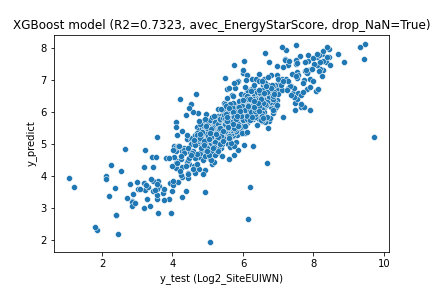 XGBoost model (R2=0.7323, avec_EnergyStarScore, drop_NaN=True)
8
7
6
5
4
3
2
y_predict
2 4 6 8 10
y_test (Log2_SiteEUIWN)